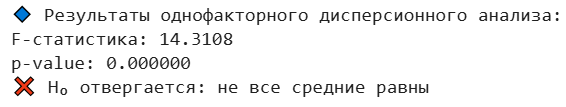 🔷 Результаты однофакторного дисперсионного анализа:
F-статистика: 14.3108
p-value: 0.000000
❌ H₀ отвергается: не все средние равны